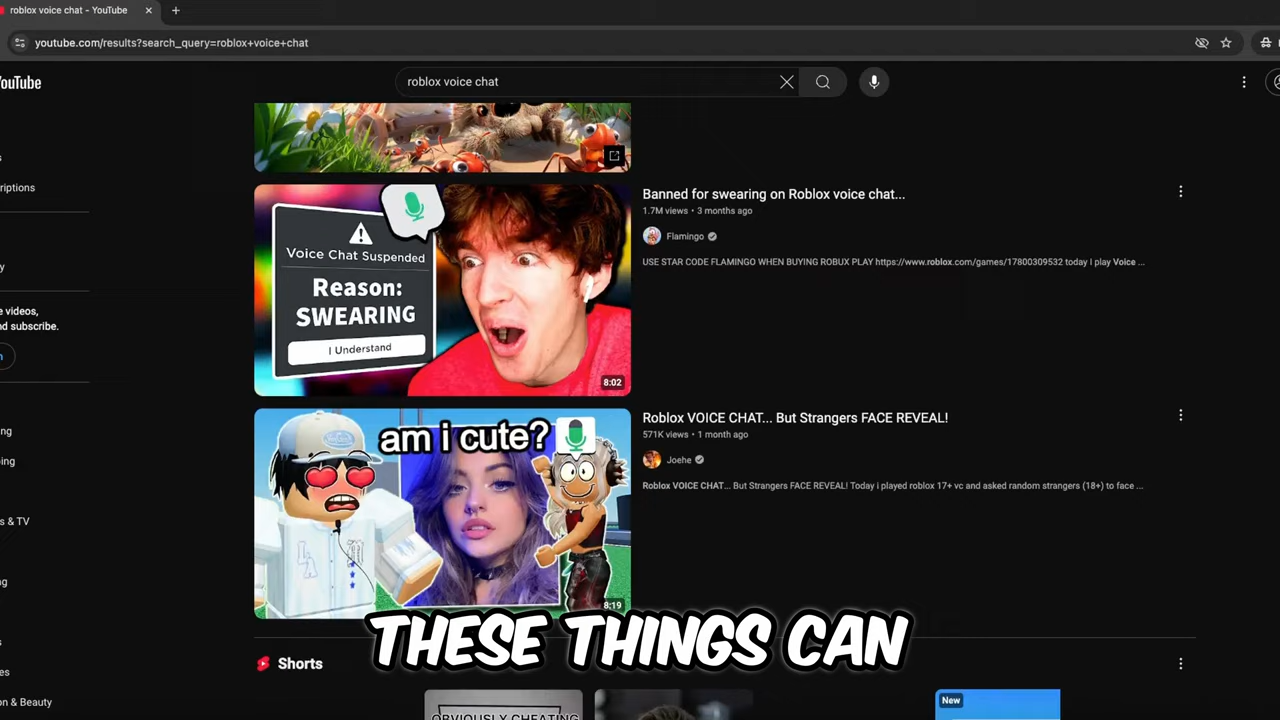 roblox voice chat - YouTube
youtube.com/results?search_query=roblox+voice+chat
YouTube
roblox voice chat
riptions
Banned for swearing on Roblox voice chat...
1.7M views • 3 months ago
Flamingo
USE STAR CODE FLAMINGO WHEN BUYING ROBUX PLAY https://www.roblox.com/games/17800309532 today I play Voice ...
Voice Chat Suspended
Reason:
SWEARING
I Understand
8:02
e videos,
nd subscribe.
am i cute?
Roblox VOICE CHAT... But Strangers FACE REVEAL!
571K views • 1 month ago
Joehe
Roblox VOICE CHAT... But Strangers FACE REVEAL! Today i played roblox 17+ vc and asked random strangers (18+) to face ...
LA
8:19
ng
ping
s & TV
ng
es
n & Beauty
THESE THINGS CAN
Shorts
OBVIOUSLY CHEATING
New